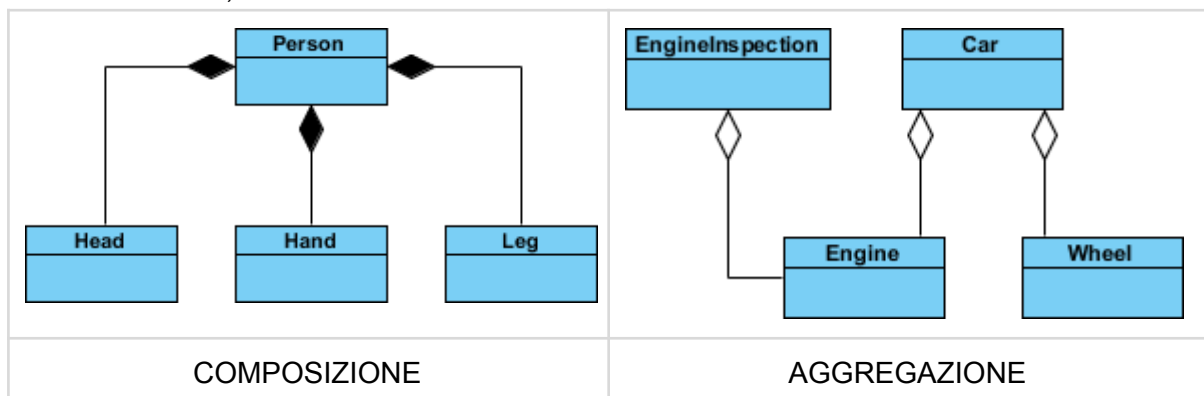 Person
Head
Hand
Leg
EngineInspection
Car
Engine
Wheel
COMPOSIZIONE
AGGREGAZIONE